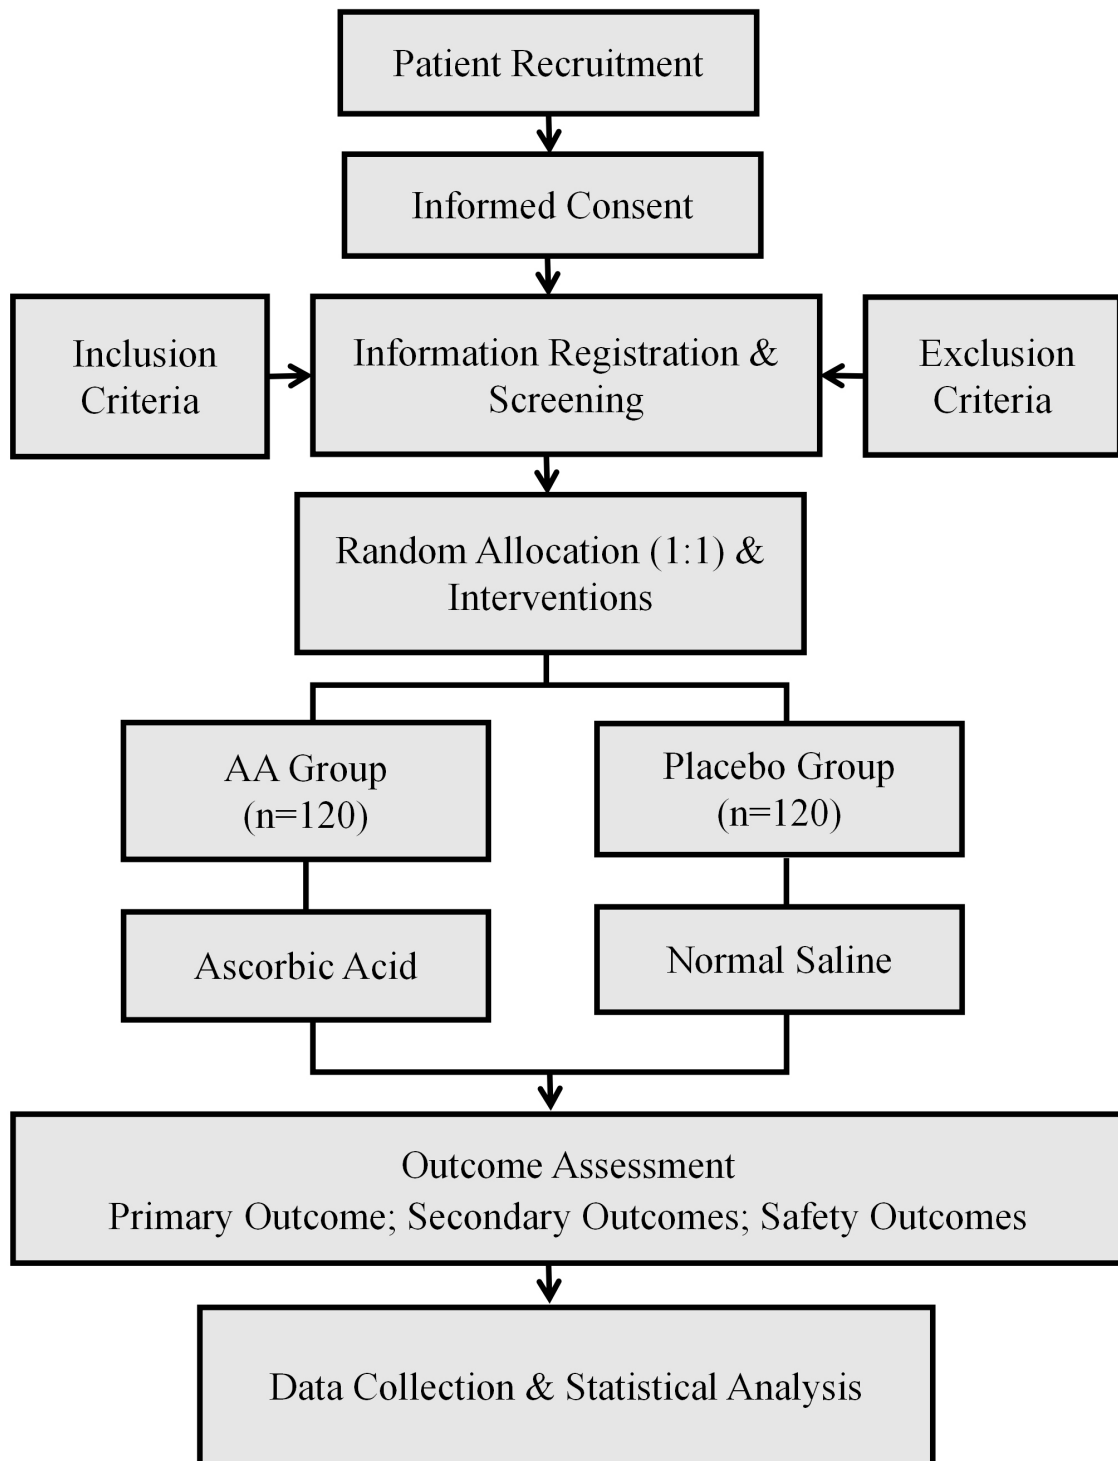 Patient Recruitment
Informed Consent
Inclusion
Criteria
Information Registration &
Screening
Exclusion
Criteria
Random Allocation (1:1) &
Interventions
AA Group
(n=120)
Placebo Group
(n=120)
Ascorbic Acid
Normal Saline
Outcome Assessment
Primary Outcome; Secondary Outcomes; Safety Outcomes
Data Collection & Statistical Analysis